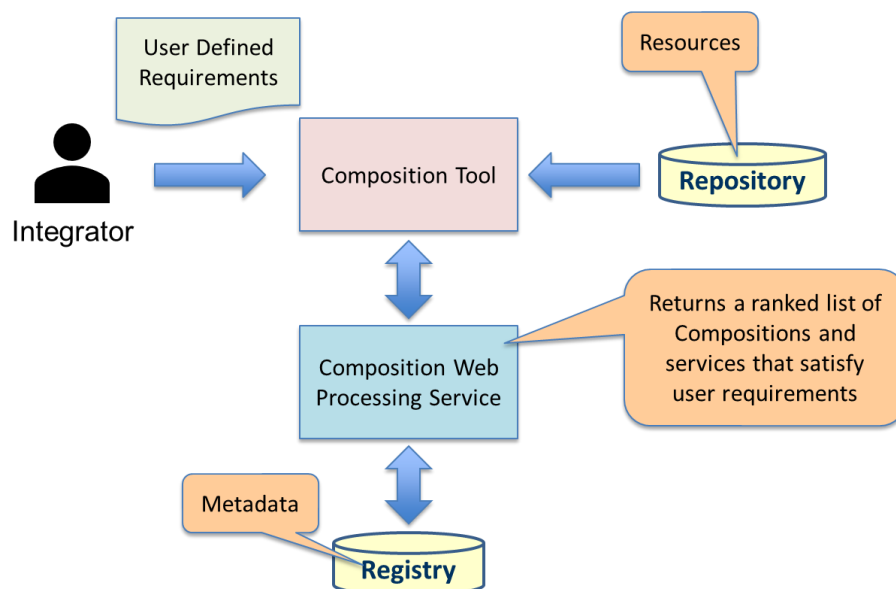 User Defined
Requirements
Resources
Composition Tool
Repository
Integrator
Returns a ranked list of
Compositions and
services that satisfy
user requirements
Composition Web
Processing Service
Metadata
Registry